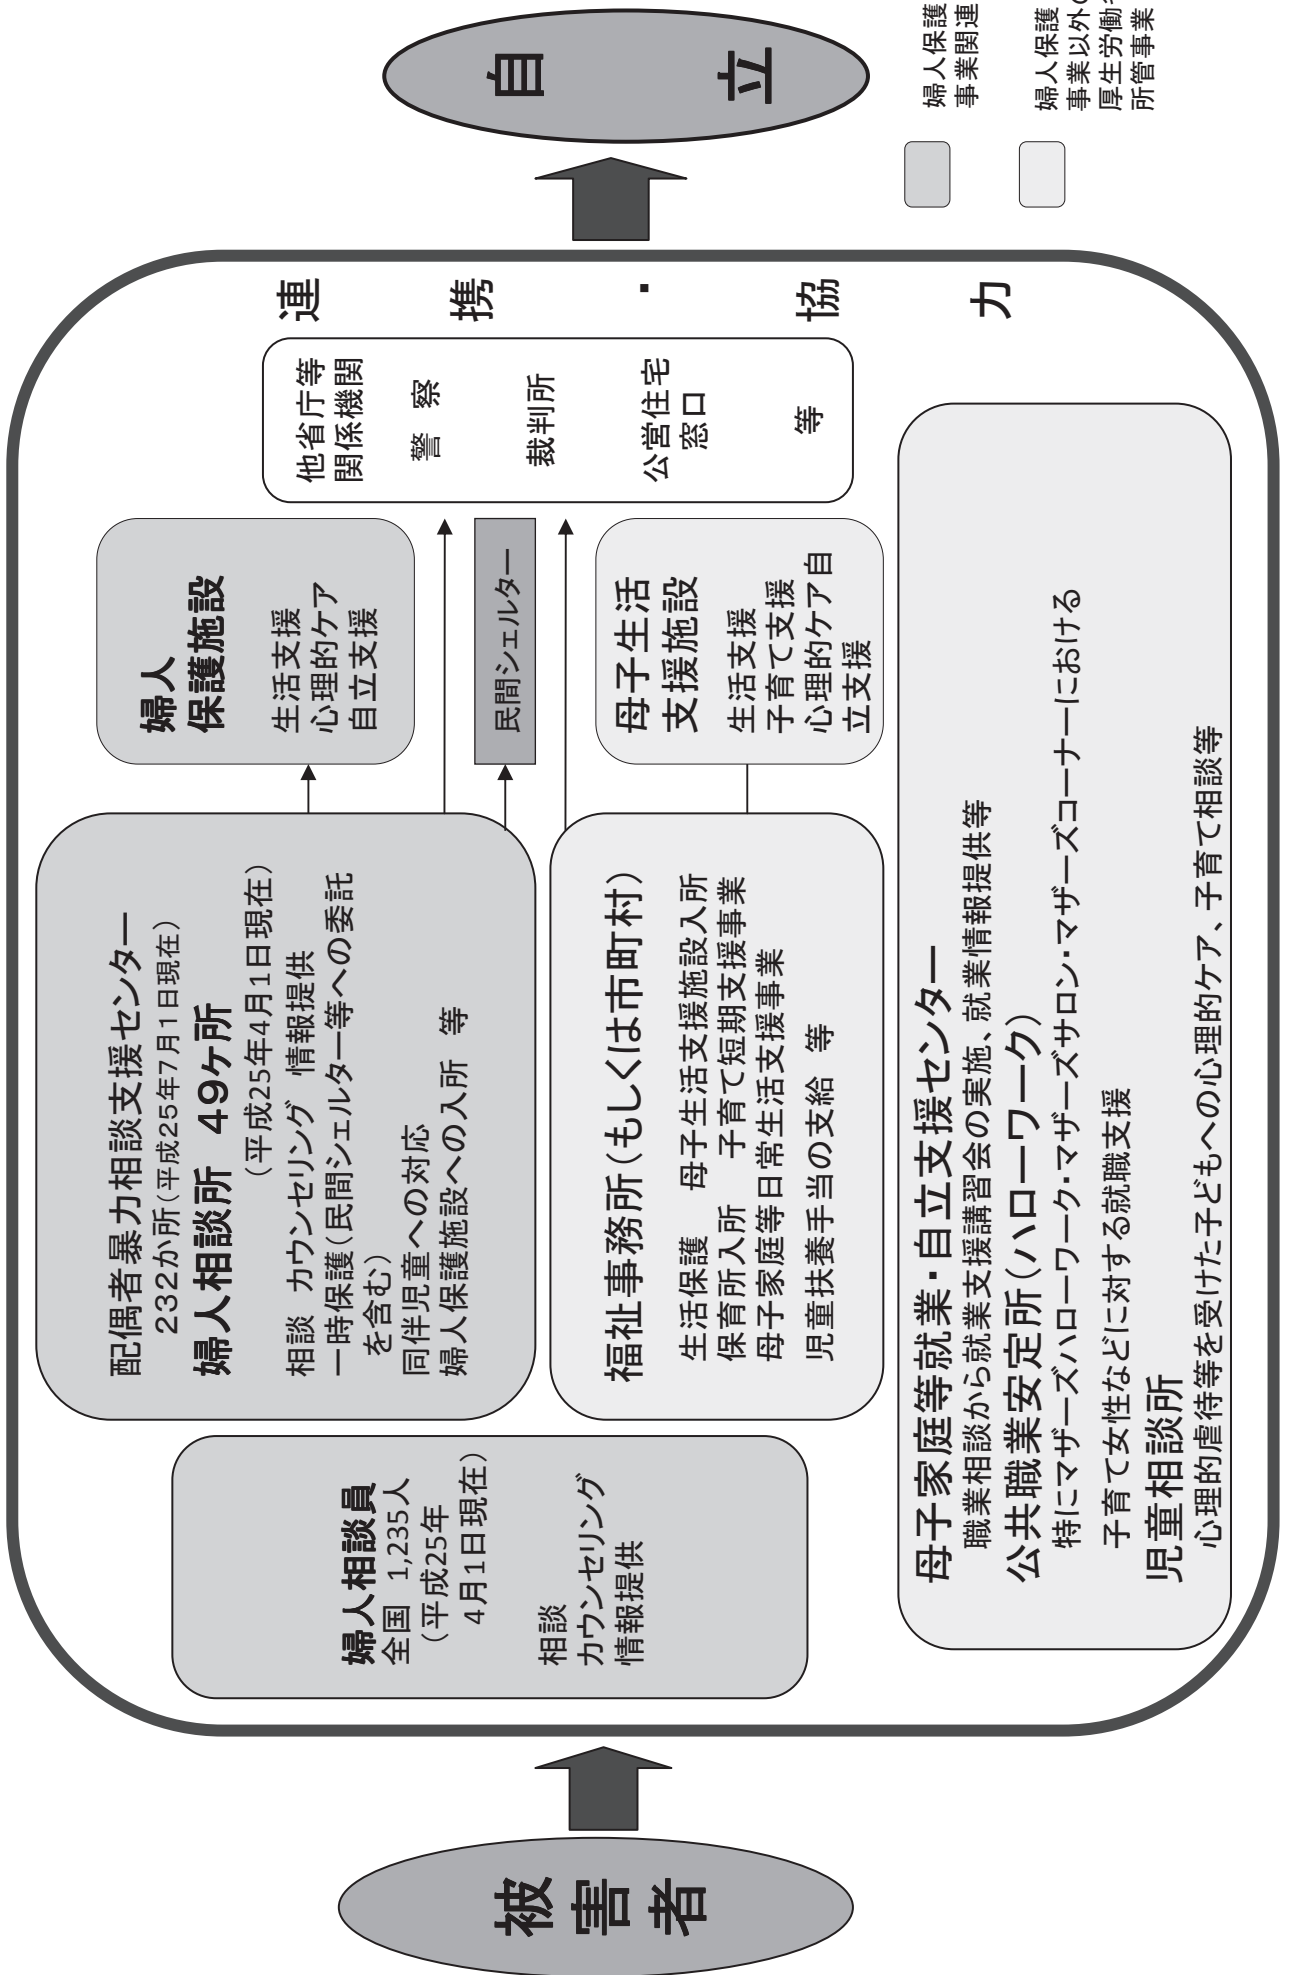 被害者
婦人相談員
全国 1,235人
（平成25年
4月1日現在）
相談
カウンセリング
情報提供
配偶者暴力相談支援センター
232か所（平成25年7月1日現在）
婦人相談所 49ヶ所
（平成25年4月1日現在）
相談 カウンセリング 情報提供
一時保護（民間シェルター等への委託
を含む）
同伴児童への対応
婦人保護施設への入所 等
福祉事務所（もしくは市町村）
生活保護 母子生活支援施設入所
保育所入所 子育て短期支援事業
母子家庭等日常生活支援事業
児童扶養手当の支給 等
婦人
保護施設
生活支援
心理的ケア
自立支援
民間シェルター
母子生活
支援施設
生活支援
子育て支援
心理的ケア自
立支援
他省庁等
関係機関
警 察
裁判所
公営住宅
窓口
等
連携・協力
母子家庭等就業・自立支援センター
職業相談から就業支援講習会の実施、就業情報提供等
公共職業安定所（ハローワーク）
特にマザーズハローワーク・マザーズサロン・マザーズコーナーにおける
子育て女性などに対する就職支援
児童相談所
心理的虐待等を受けた子どもへの心理的ケア、子育て相談等
自立
婦人保護
事業関連
婦人保護
事業以外の
厚生労働省
所管事業